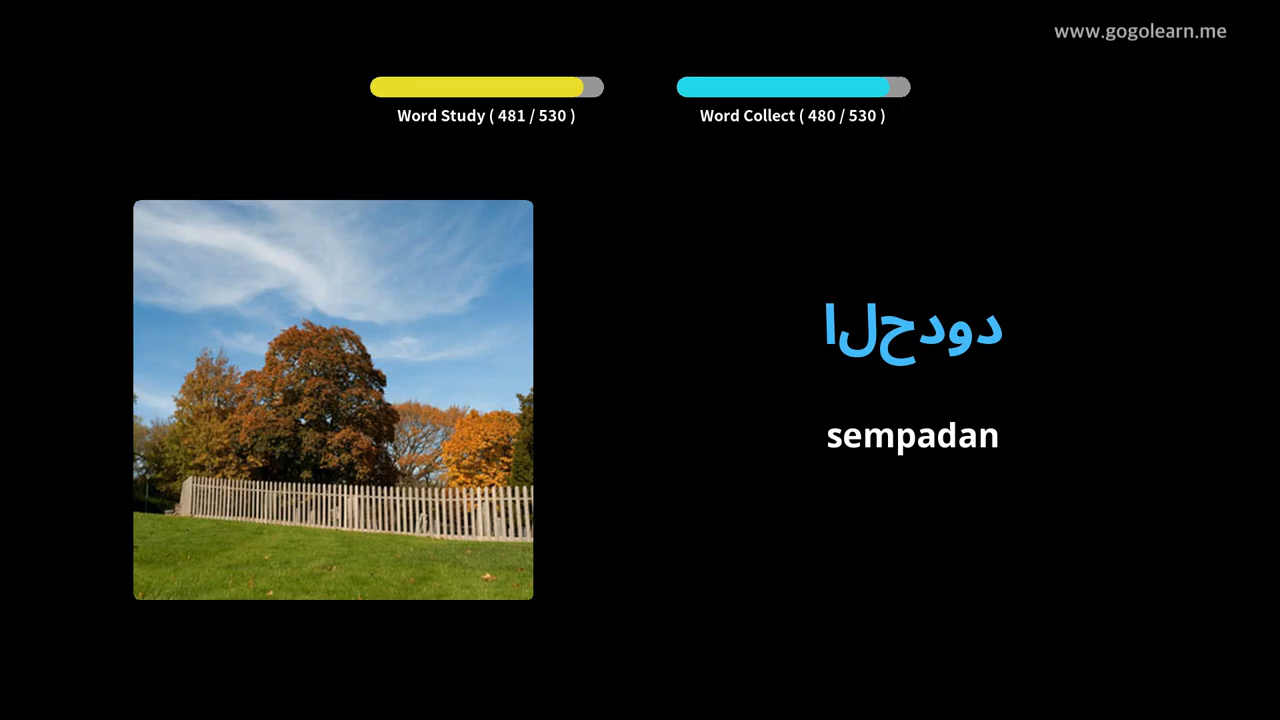 www.gogolearn.me
Word Study ( 481 / 530 )
Word Collect ( 480 / 530 )
الحدود
sempadan